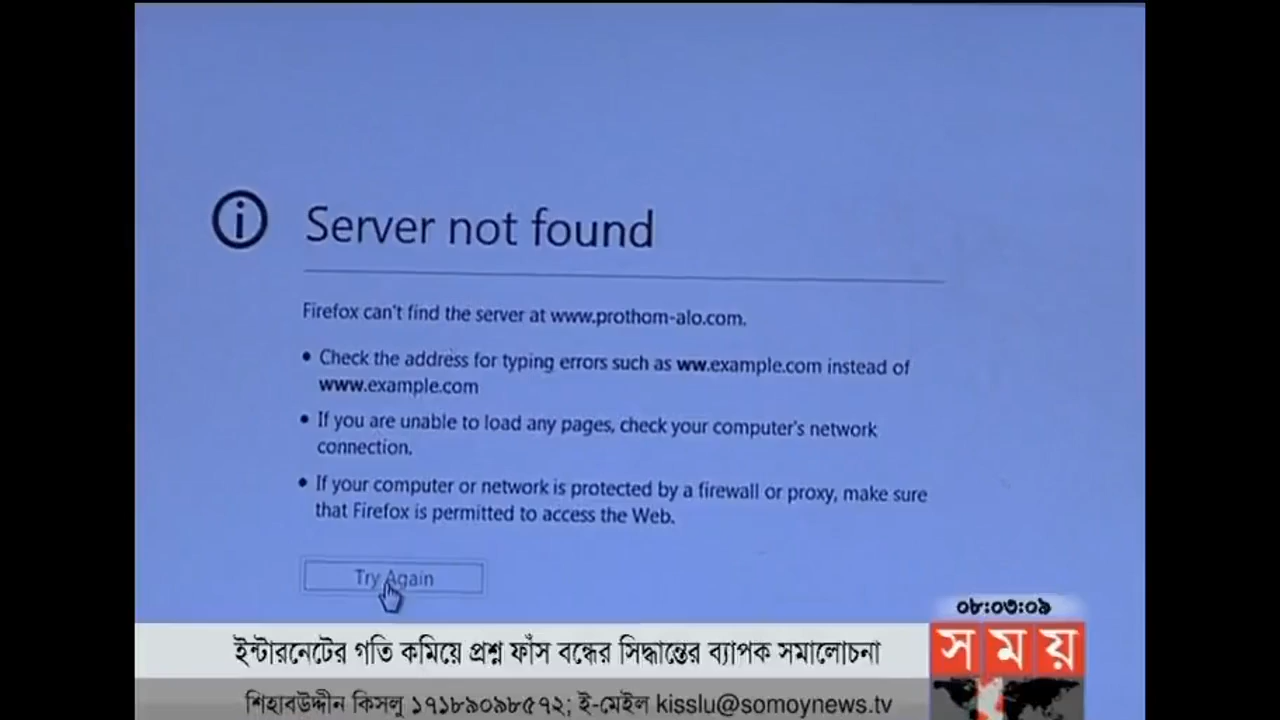 Server not found
Firefox can't find the server at www.prothom-alo.com.
• Check the address for typing errors such as ww.example.com instead of
www.example.com
• If you are unable to load any pages, check your computer's network
connection.
• If your computer or network is protected by a firewall or proxy, make sure
that Firefox is permitted to access the Web.
Try Again
০৮:০৩:০৯
সময়
ইন্টারনেটের গতি কমিয়ে প্রশ্ন ফাঁস বন্ধের সিদ্ধান্তের ব্যাপক সমালোচনা
শিহাবউদ্দীন কিসলু ১৭১৮৯০৯৮৫৭২; ই-মেইল kisslu@somoynews.tv